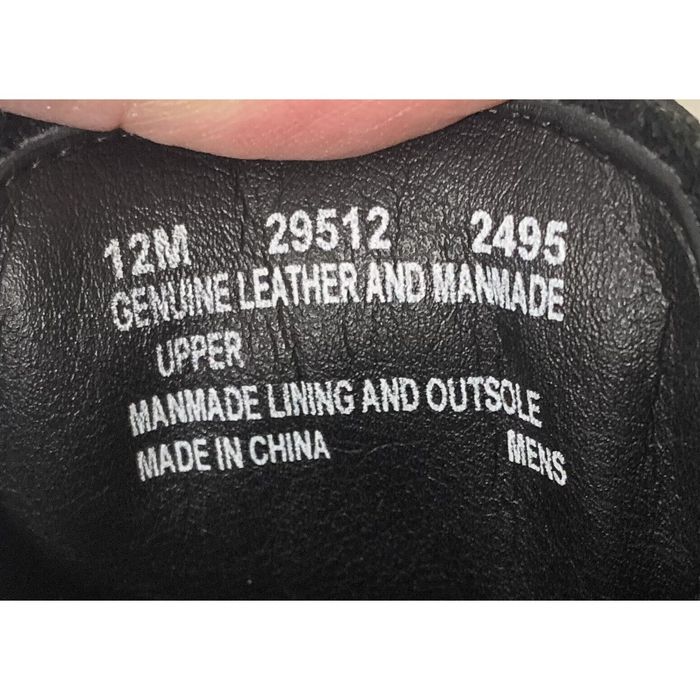 12M 29512 2495
GENUINE LEATHER AND MANMADE
UPPER
MANMADE LINING AND OUTSOLE
MADE IN CHINA MENS